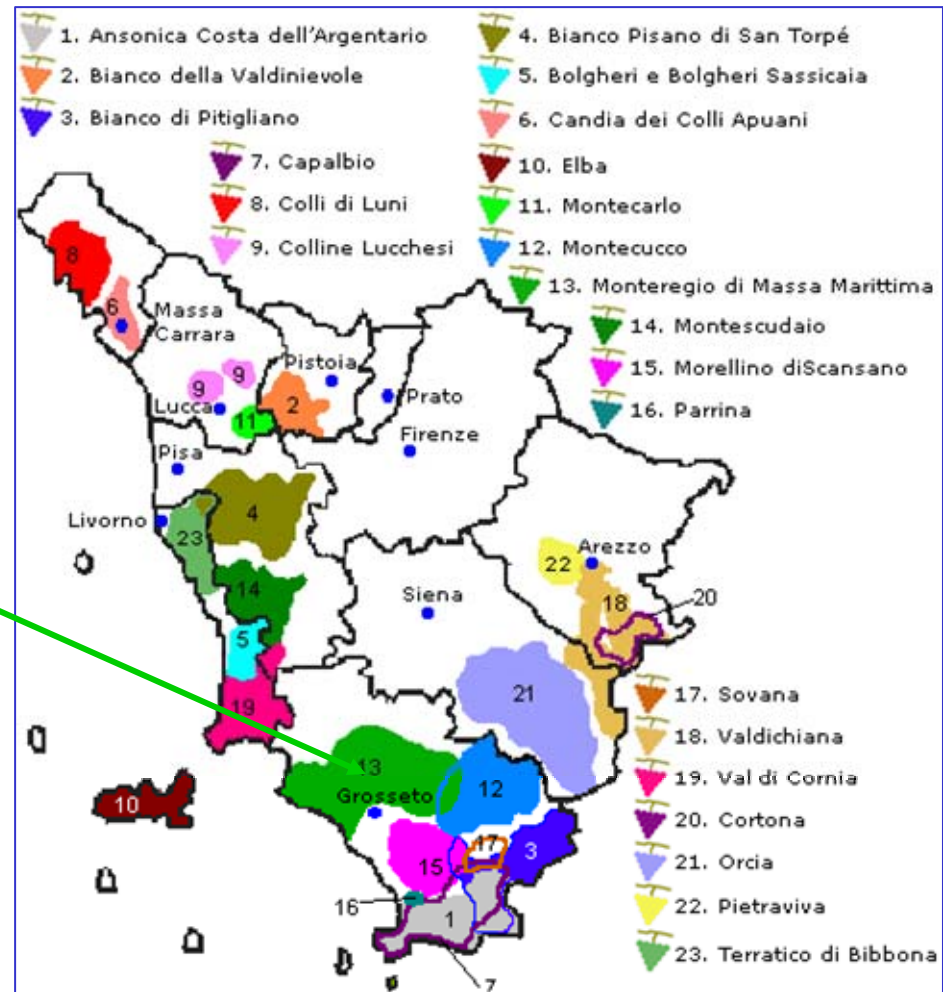 1. Ansonica Costa dell'Argentario
2. Bianco della Valdinievole
3. Bianco di Pitigliano
4. Bianco Pisano di San Torpé
5. Bolgheri e Bolgheri Sassicaia
6. Candia dei Colli Apuani
7. Capalbio
8. Colli di Luni
9. Colline Lucchesi
10. Elba
11. Montecarlo
12. Montecucco
13. Monteregio di Massa Marittima
14. Montescudaio
15. Morellino diScansano
16. Parrina
8
6
Massa
Carrara
Pistoia
9
9
2
Prato
Lucca
11
Firenze
Pisa
4
Livorno
23
Arezzo
22
14
Siena
18
20
5
21
19
13
12
10
Grosseto
17
3
15
16
1
7
17. Sovana
18. Valdichiana
19. Val di Cornia
20. Cortona
21. Orcia
22. Pietraviva
23. Terratico di Bibbona